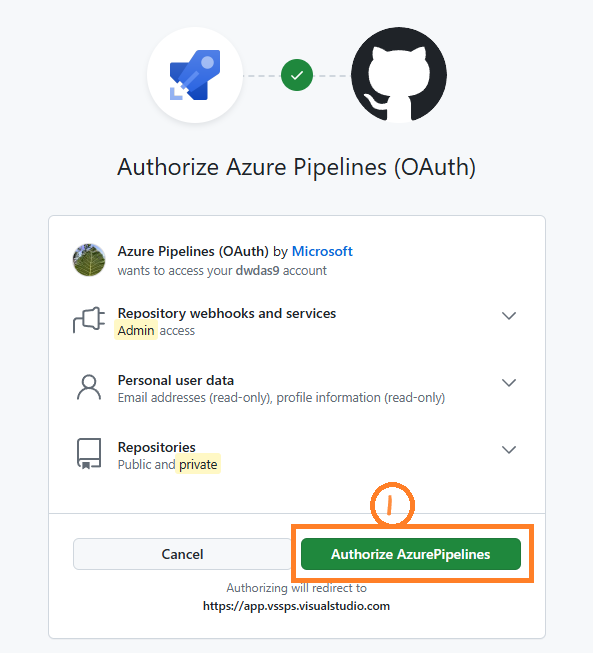 Authorize Azure Pipelines (OAuth)
Azure Pipelines (OAuth) by Microsoft
wants to access your dwdas9 account
Repository webhooks and services
Admin access
Personal user data
Email addresses (read-only), profile information (read-only)
Repositories
Public and private
1
Cancel
Authorize AzurePipelines
Authorizing will redirect to
https://app.vssps.visualstudio.com